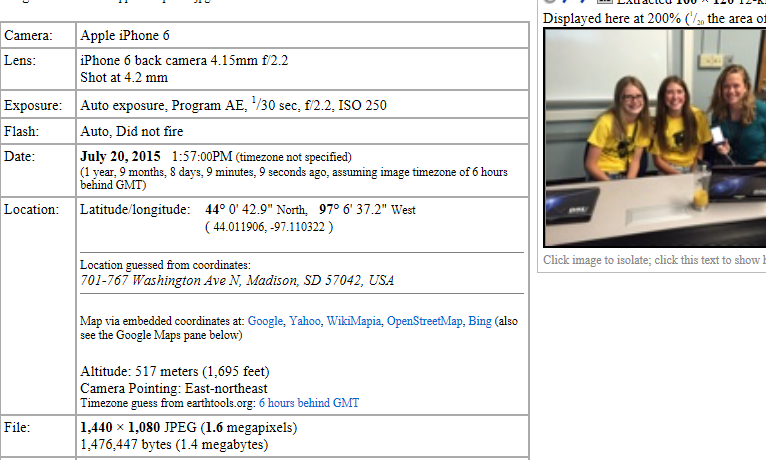 Camera: Apple iPhone 6
Lens: iPhone 6 back camera 4.15mm f/2.2
Shot at 4.2 mm
Exposure: Auto exposure, Program AE, 1/30 sec, f/2.2, ISO 250
Flash: Auto, Did not fire
Date: July 20, 2015 1:57:00PM (timezone not specified)
(1 year, 9 months, 8 days, 9 minutes, 9 seconds ago, assuming image timezone of 6 hours
behind GMT)
Location: Latitude/longitude: 44° 0' 42.9" North, 97° 6' 37.2" West
( 44.011906, -97.110322 )
Location guessed from coordinates:
701-767 Washington Ave N, Madison, SD 57042, USA
Map via embedded coordinates at: Google, Yahoo, WikiMapia, OpenStreetMap, Bing (also
see the Google Maps pane below)
Altitude: 517 meters (1,695 feet)
Camera Pointing: East-northeast
Timezone guess from earthtools.org: 6 hours behind GMT
File: 1,440 × 1,080 JPEG (1.6 megapixels)
1,476,447 bytes (1.4 megabytes)
Extracted 160 × 120
Displayed here at 200% (1/20 the area of
Click image to isolate; click this text to show